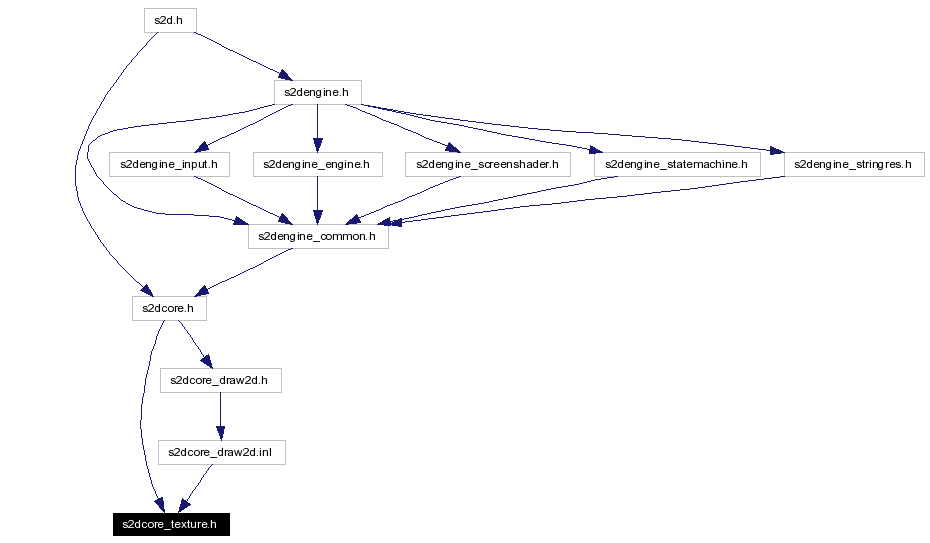 s2d.h
s2dengine.h
s2dengine_input.h
s2dengine_engine.h
s2dengine_screenshader.h
s2dengine_statemachine.h
s2dengine_stringres.h
s2dengine_common.h
s2dcore.h
s2dcore_draw2d.h
s2dcore_draw2d.inl
s2dcore_texture.h